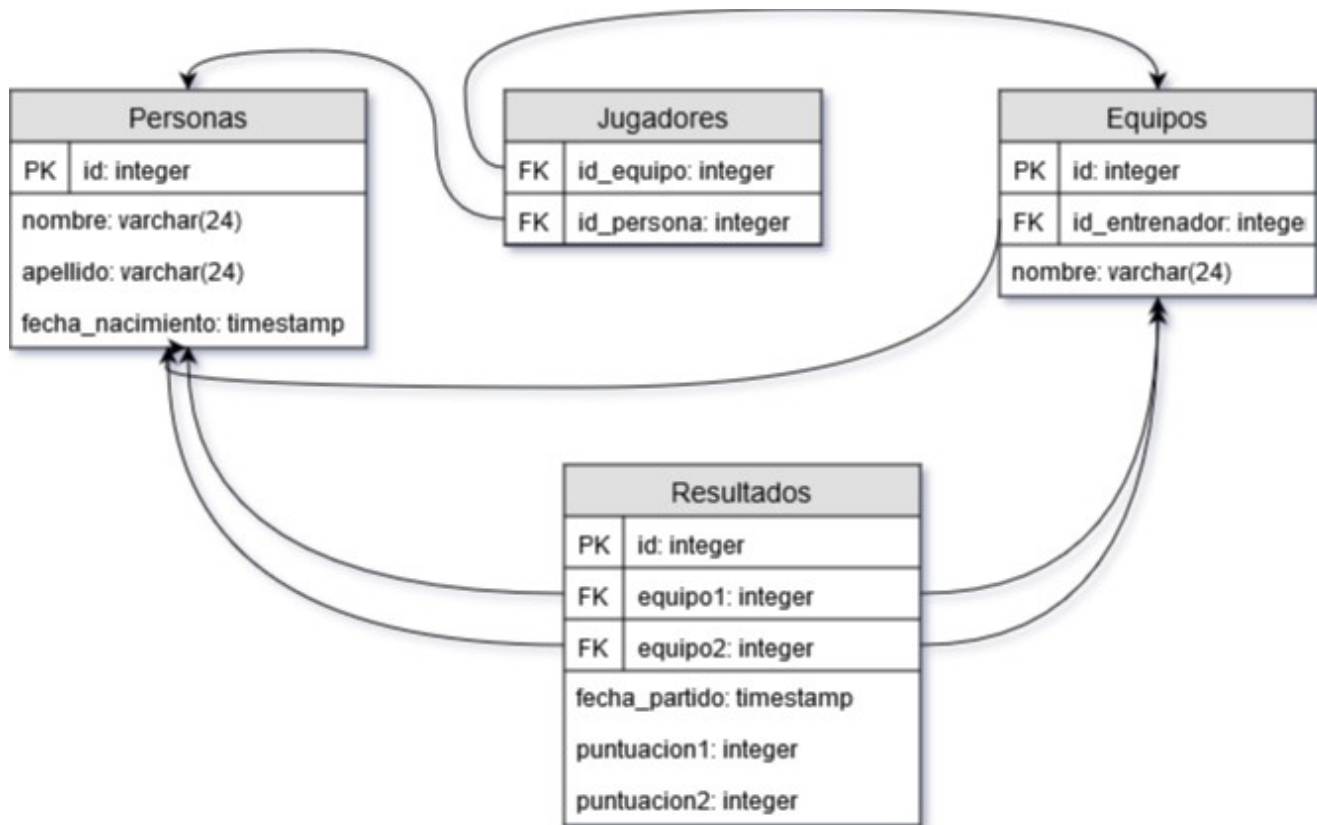 Personas
PK id: integer
nombre: varchar(24)
apellido: varchar(24)
fecha_nacimiento: timestamp
Jugadores
FK id_equipo: integer
FK id_persona: integer
Equipos
PK id: integer
FK id_entrenador: intege
nombre: varchar(24)
Resultados
PK id: integer
FK equipo1: integer
FK equipo2: integer
fecha_partido: timestamp
puntuacion1: integer
puntuacion2: integer